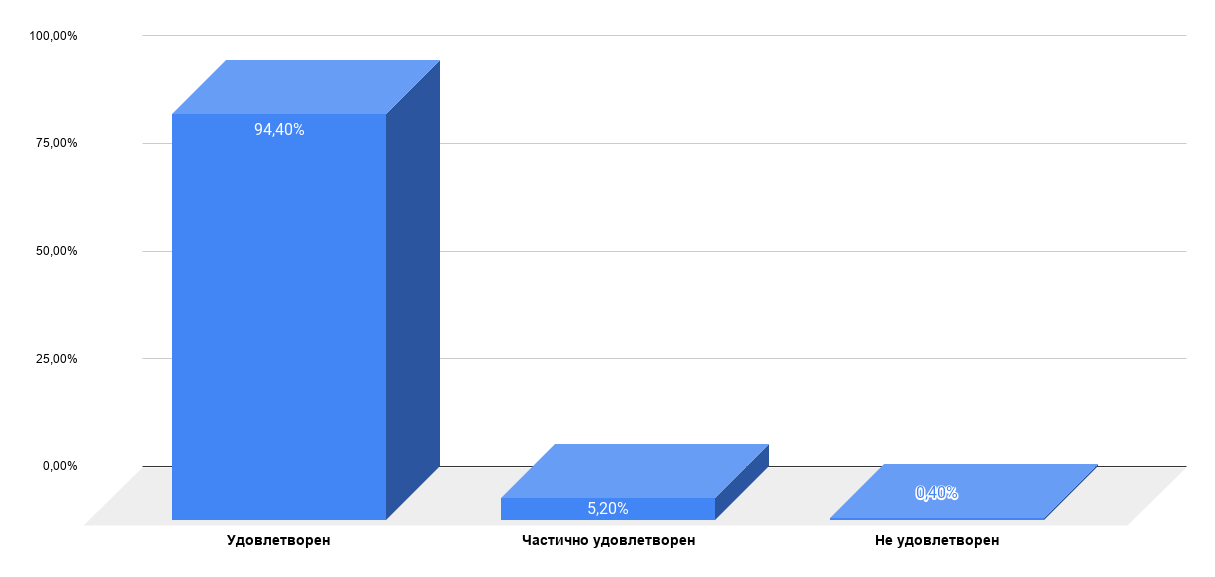 100,00%
75,00%
50,00%
25,00%
0,00%
94,40%
5,20%
0,40%
Удовлетворен
Частично удовлетворен
Не удовлетворен